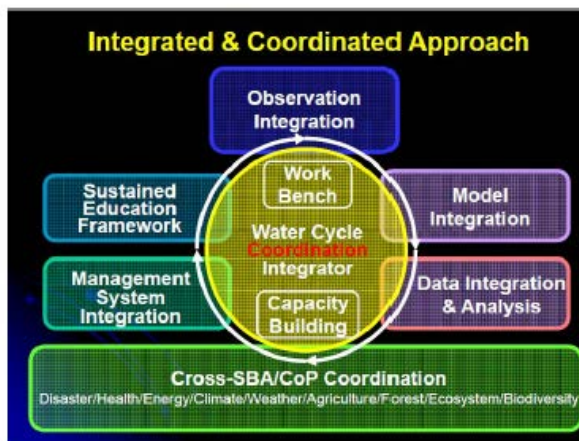 Integrated & Coordinated Approach
Observation
Integration
Work
Bench
Sustained
Education
Framework
Model
Integration
Water Cycle
Coordination
Integrator
Management
System
Integration
Data Integration
& Analysis
Capacity
Building
Cross-SBA/CoP Coordination
Disaster/Health/Energy/Climate/Weather/Agriculture/Forest/Ecosystem/Biodiversity